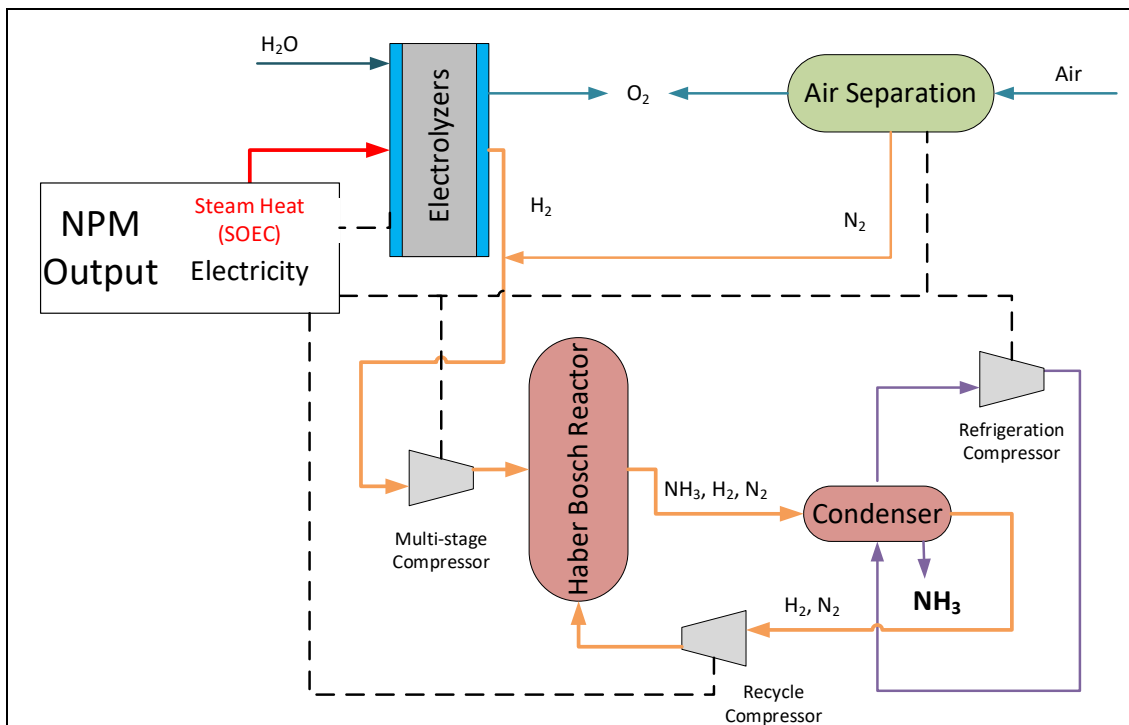 H₂O
Electrolyzers
O₂
Air Separation
Air
NPM
Output
Steam Heat
(SOEC)
Electricity
H₂
N₂
Haber Bosch Reactor
Refrigeration
Compressor
NH₃, H₂, N₂
Condenser
Multi-stage
Compressor
NH₃
H₂, N₂
Recycle
Compressor